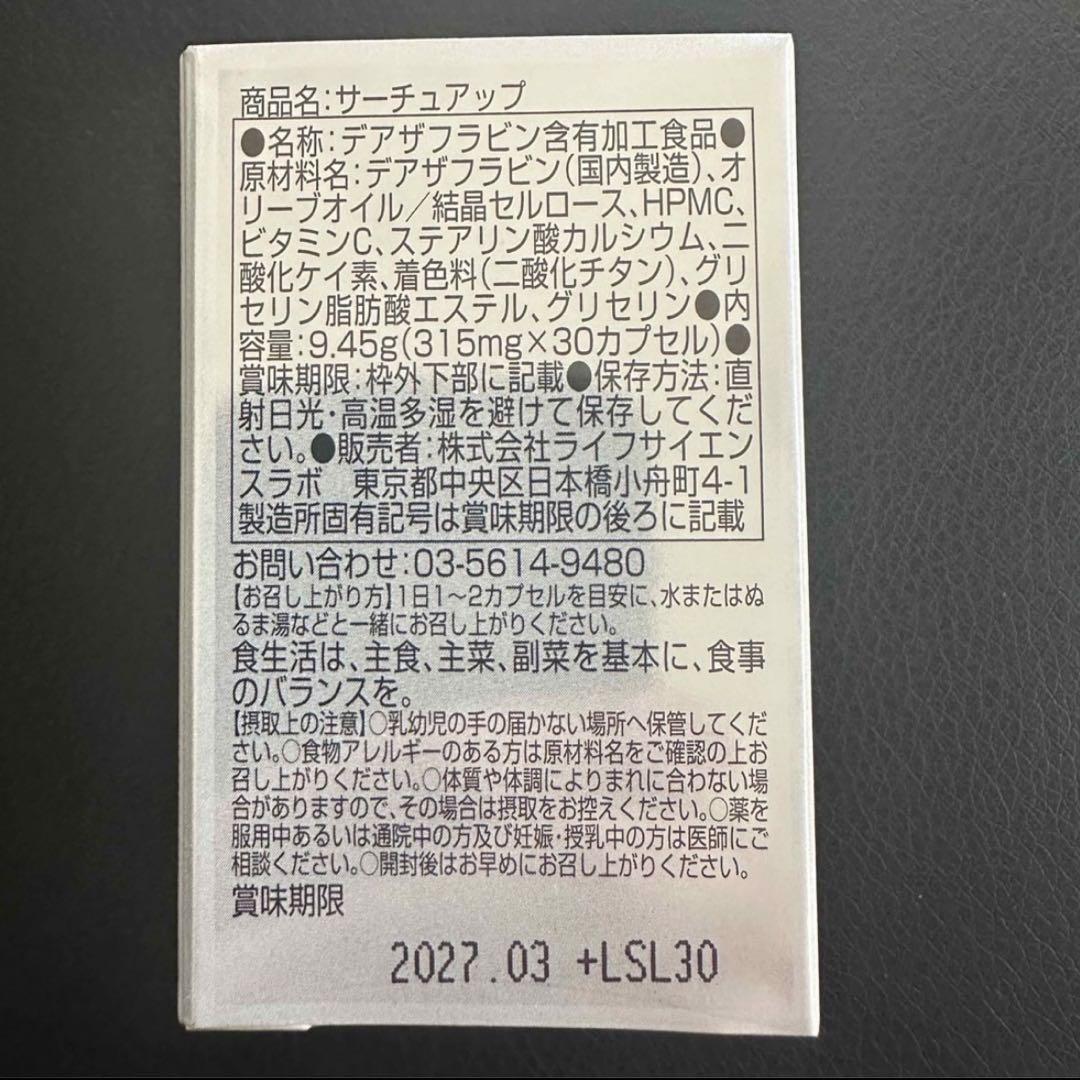 商品名:サーチュアップ
●名称:デアザフラビン含有加工食品●
原材料名:デアザフラビン(国内製造)、オ
リーブオイル/結晶セルロース、HPMC、
ビタミンC、ステアリン酸カルシウム、二
酸化ケイ素、着色料(二酸化チタン)、グリ
セリン脂肪酸エステル、グリセリン●内
容量:9.45g(315mg×30カプセル)●
賞味期限:枠外下部に記載●保存方法:直
射日光・高温多湿を避けて保存してくだ
さい。●販売者:株式会社ライフサイエン
スラボ 東京都中央区日本橋小舟町4-1
製造所固有記号は賞味期限の後ろに記載
お問い合わせ:03-5614-9480
【お召し上がり方】1日1～2カプセルを目安に、水またはぬ
るま湯などと一緒にお召し上がりください。
食生活は、主食、主菜、副菜を基本に、食事
のバランスを。
【摂取上の注意】○乳幼児の手の届かない場所へ保管してくだ
さい。○食物アレルギーのある方は原材料名をご確認の上お
召し上がりください。○体質や体調によりまれに合わない場
合がありますので、その場合は摂取をお控えください。○薬を
服用中あるいは通院中の方及び妊娠・授乳中の方は医師にご
相談ください。○開封後はお早めにお召し上がりください。
賞味期限
2027.03 +LSL30